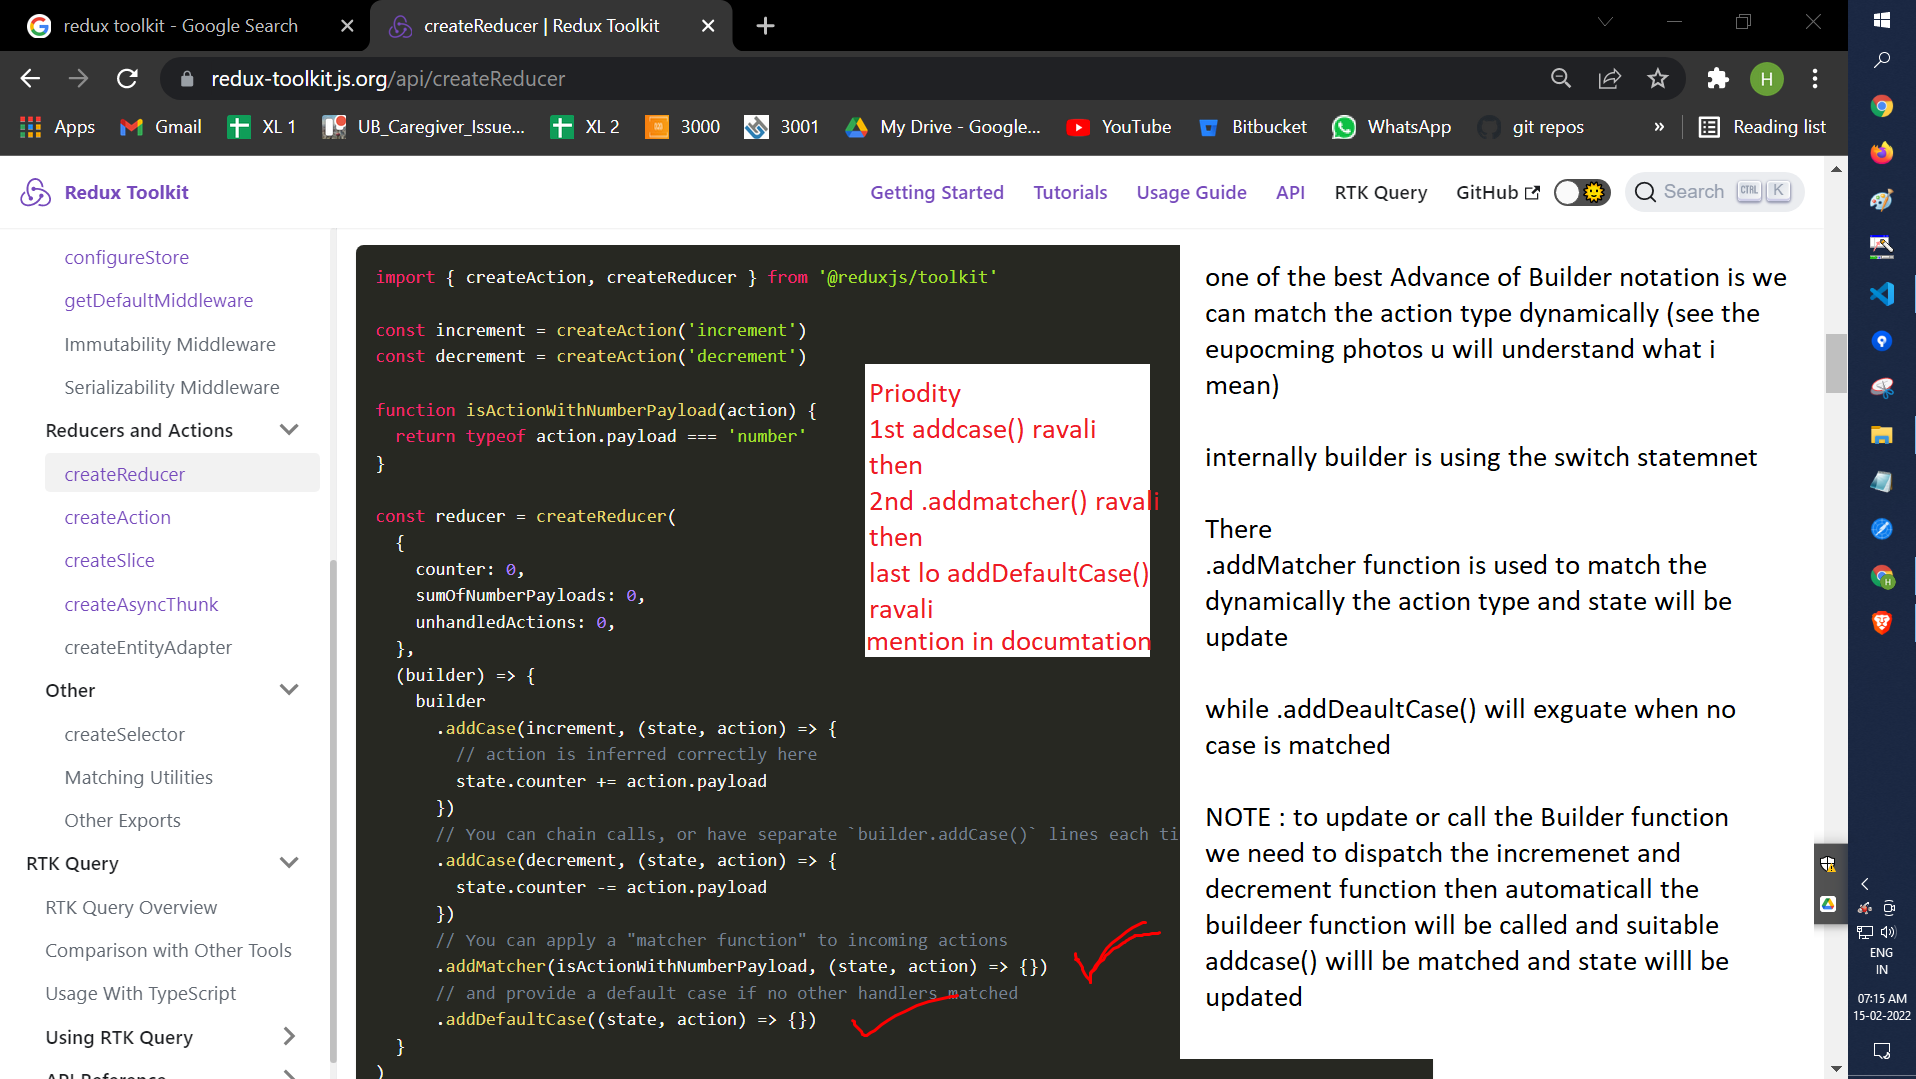 redux toolkit - Google Search
createReducer | Redux Toolkit
redux-toolkit.js.org/api/createReducer
H
Apps
Gmail
XL 1
UB_Caregiver_Issue...
XL 2
3000
3001
My Drive - Google...
YouTube
Bitbucket
WhatsApp
git repos
»
Reading list
Redux Toolkit
Getting Started
Tutorials
Usage Guide
API
RTK Query
GitHub
Search
CTRL
K
configureStore
getDefaultMiddleware
Immutability Middleware
Serializability Middleware
Reducers and Actions
createReducer
createAction
createSlice
createAsyncThunk
createEntityAdapter
Other
createSelector
Matching Utilities
Other Exports
RTK Query
RTK Query Overview
Comparison with Other Tools
Usage With TypeScript
Using RTK Query
API Reference
import { createAction, createReducer } from '@reduxjs/toolkit'
const increment = createAction('increment')
const decrement = createAction('decrement')
function isActionWithNumberPayload(action) {
return typeof action.payload === 'number'
}
const reducer = createReducer(
{
counter: 0,
sumOfNumberPayloads: 0,
unhandledActions: 0,
},
(builder) => {
builder
.addCase(increment, (state, action) => {
// action is inferred correctly here
state.counter += action.payload
})
// You can chain calls, or have separate `builder.addCase()` lines each ti
.addCase(decrement, (state, action) => {
state.counter -= action.payload
})
// You can apply a "matcher function" to incoming actions
.addMatcher(isActionWithNumberPayload, (state, action) => {})
// and provide a default case if no other handlers matched
.addDefaultCase((state, action) => {})
}
)
Priodity
1st addcase() ravali
then
2nd .addmatcher() ravali
then
last lo addDefaultCase()
ravali
mention in documtation
one of the best Advance of Builder notation is we
can match the action type dynamically (see the
eupocming photos u will understand what i
mean)
internally builder is using the switch statemnet
There
.addMatcher function is used to match the
dynamically the action type and state will be
update
while .addDeaultCase() will exguate when no
case is matched
NOTE : to update or call the Builder function
we need to dispatch the incremenet and
decrement function then automaticall the
buildeer function will be called and suitable
addcase() willl be matched and state willl be
updated
ENG
IN
07:15 AM
15-02-2022